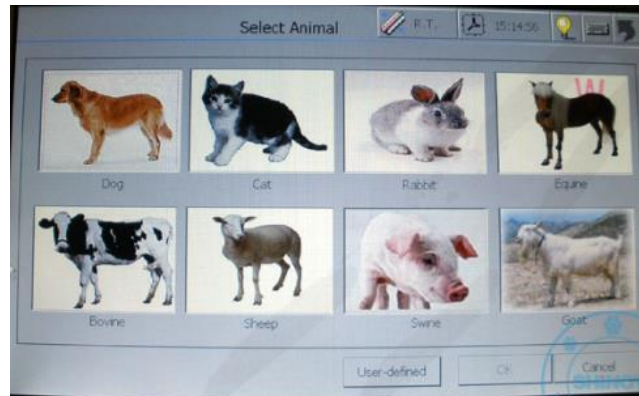 Select Animal
R.T.
15:14:56
Dog
Cat
Rabbit
Equine
Bovine
Sheep
Swine
Goat
User-defined
OK
Cancel